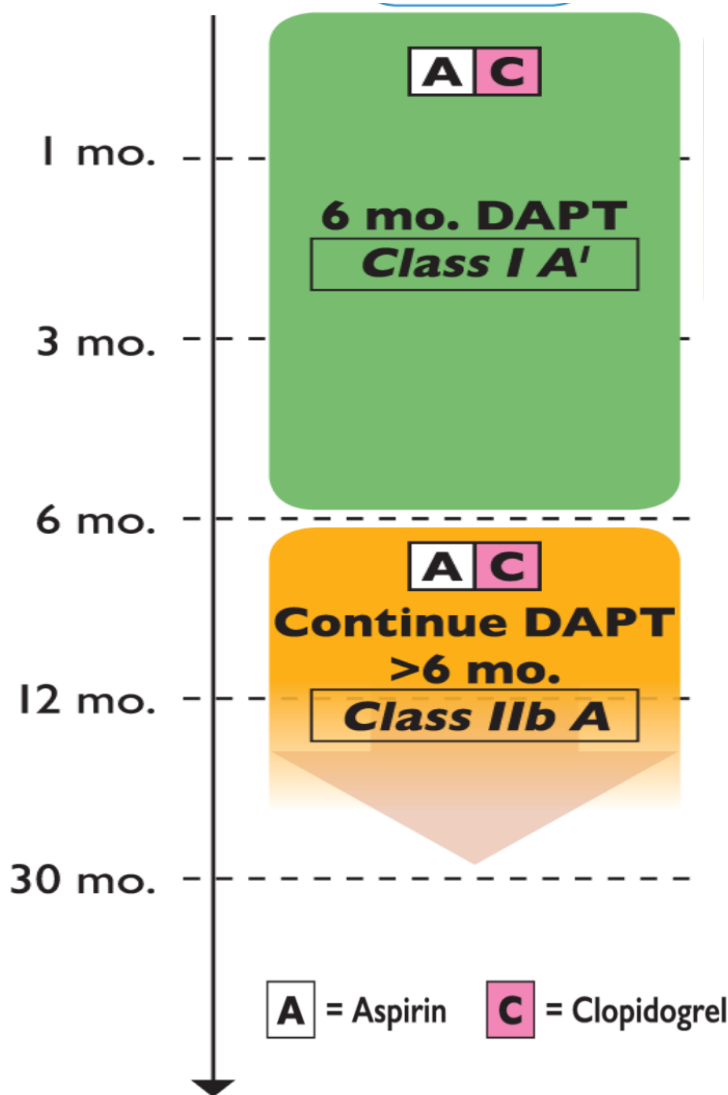 A C
1 mo.
6 mo. DAPT
Class I A¹
3 mo.
6 mo.
A C
Continue DAPT
>6 mo.
12 mo.
Class IIb A
30 mo.
A = Aspirin C = Clopidogrel